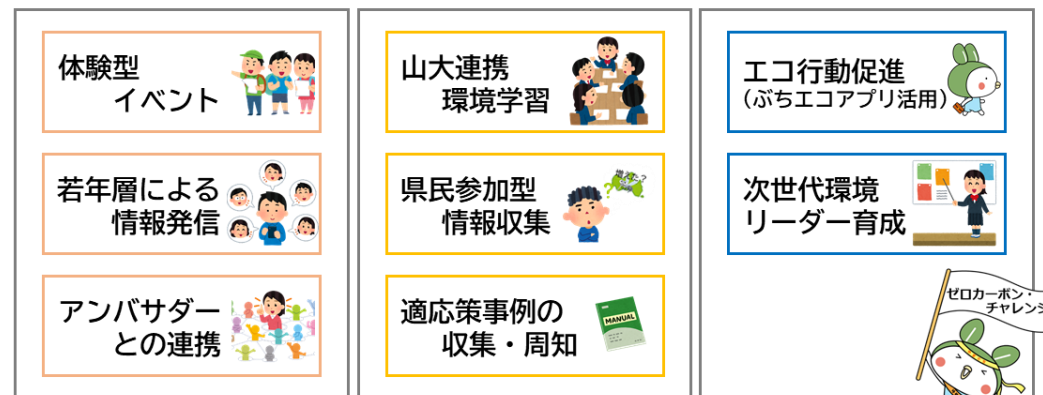 体験型
イベント
若年層による
情報発信
アンバサダー
との連携
山大連携
環境学習
県民参加型
情報収集
適応策事例の
収集・周知
MANUAL
エコ行動促進
(ぶちエコアプリ活用)
次世代環境
リーダー育成
ゼロカーボン・
チャレンジ